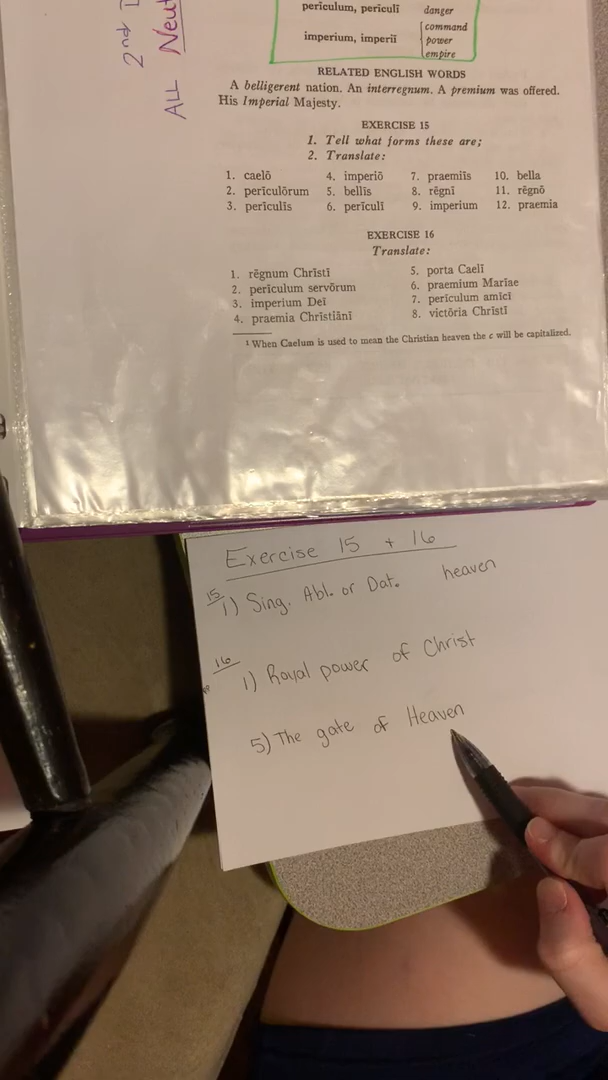 2nd
ALL Neut
perīculum, perīculī danger
imperium, imperiī command
power
empire
RELATED ENGLISH WORDS
A belligerent nation. An interregnum. A premium was offered.
His Imperial Majesty.
EXERCISE 15
1. Tell what forms these are;
2. Translate:
1. caelō 4. imperiō 7. praemiīs 10. bella
2. perīculōrum 5. bellīs 8. rēgnī 11. rēgnō
3. perīculīs 6. perīculī 9. imperium 12. praemia
EXERCISE 16
Translate:
1. rēgnum Christī 5. porta Caelī
2. perīculum servōrum 6. praemium Marīae
3. imperium Deī 7. perīculum amīcī
4. praemia Chrīstiānī 8. victōria Christī
1 When Caelum is used to mean the Christian heaven the c will be capitalized.
Exercise 15 + 16
15 1) Sing. Abl. or Dat. heaven
16 1) Royal power of Christ
5) The gate of Heaven